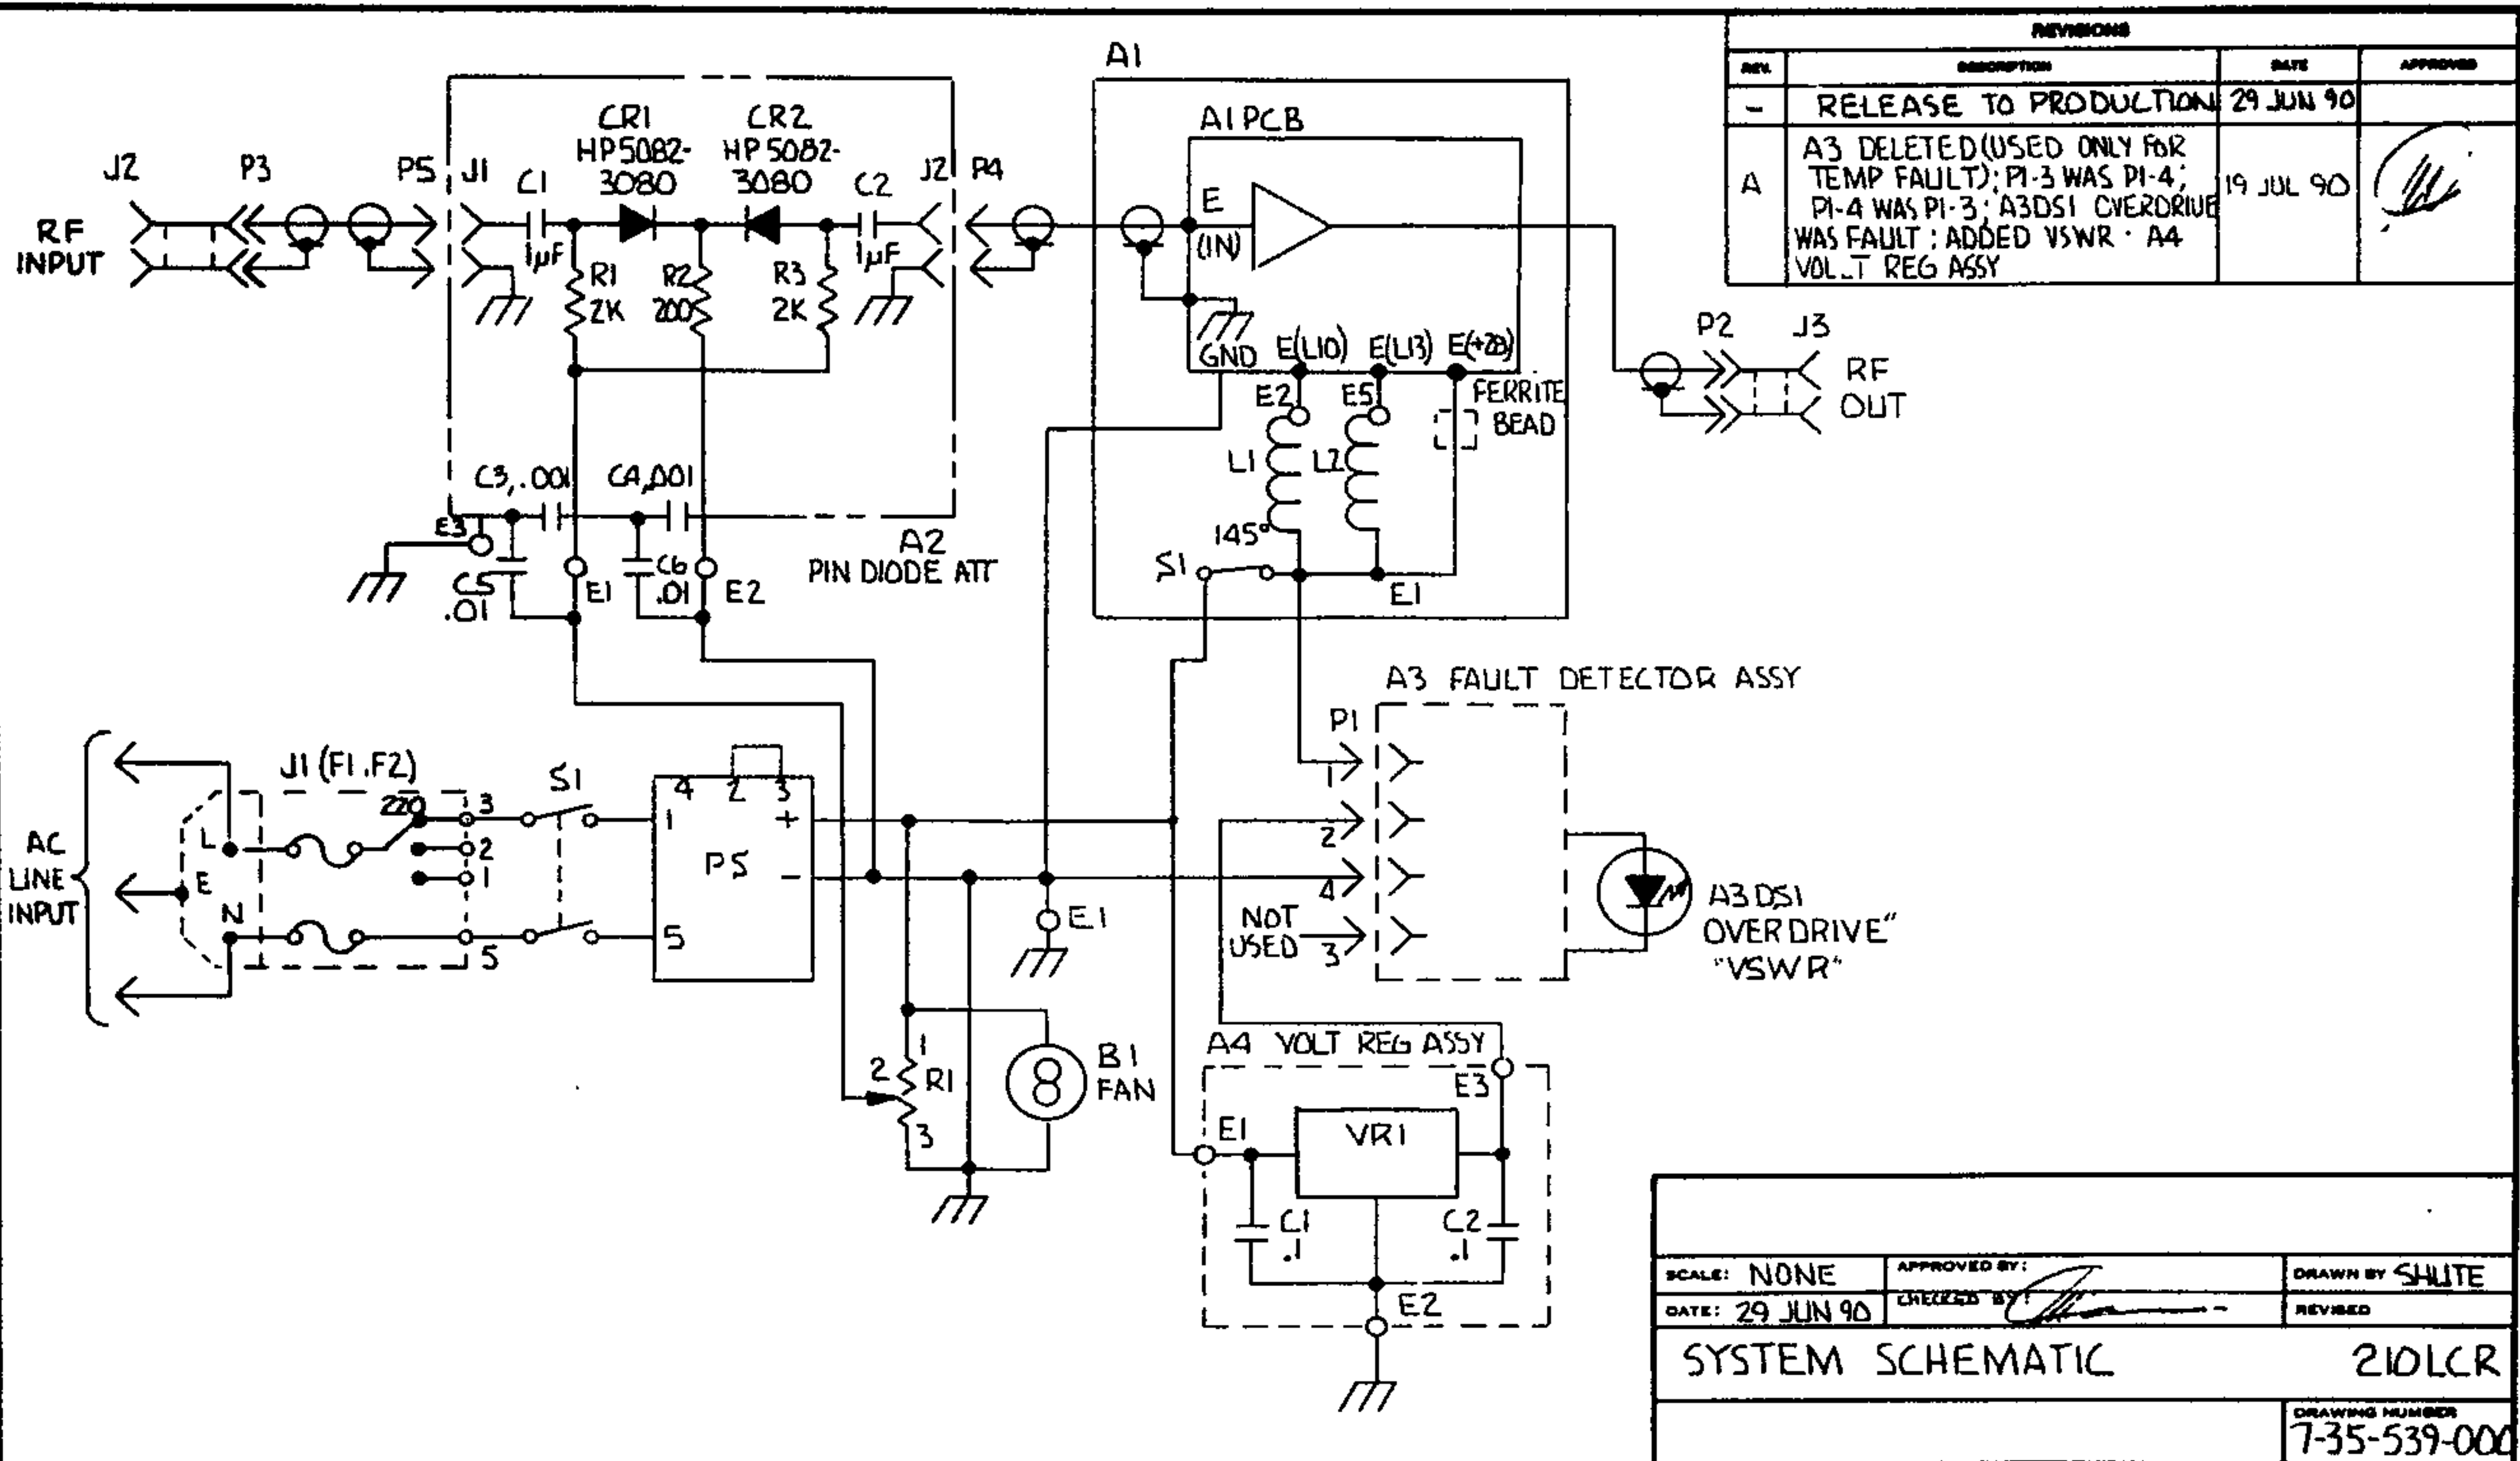 REVISIONS
REV. DESCRIPTION DATE APPROVED
- RELEASE TO PRODUCTION 29 JUN 90
A A3 DELETED (USED ONLY FOR
TEMP FAULT); P1-3 WAS P1-4;
P1-4 WAS P1-3; A3DS1 OVERDRIVE
WAS FAULT; ADDED VSWR · A4
VOL_T REG ASSY
19 JUL 90
A1
A1 PCB
E
(IN)
GND E(L10) E(L13) E(+28)
E2 E5 FERRITE
BEAD
L1 L2
145°
S1
E1
RF
INPUT
J2 P3 P5 J1
C1
1µF
CR1
HP5082-
3080
CR2
HP5082-
3080
C2
1µF
J2 P4
R1
2K
R2
200
R3
2K
C3, .001 C4, .001
E3
C5
.01
E1
C6
.01
E2
A2
PIN DIODE ATT
P2 J3
RF
OUT
A3 FAULT DETECTOR ASSY
P1
1
2
4
NOT
USED 3
A3DS1
OVERDRIVE"
"VSWR"
AC
LINE
INPUT
J1 (F1.F2)
220
L
E
N
3
2
1
5
S1
4 2 3
1 +
PS
-
5
E1
1
2 R1
3
B1
FAN
A4 VOLT REG ASSY
E3
E1
VR1
C1
.1
C2
.1
E2
SCALE: NONE APPROVED BY: DRAWN BY SHUTE
DATE: 29 JUN 90 CHECKED BY: REVISED
SYSTEM SCHEMATIC 210LCR
DRAWING NUMBER
7-35-539-000